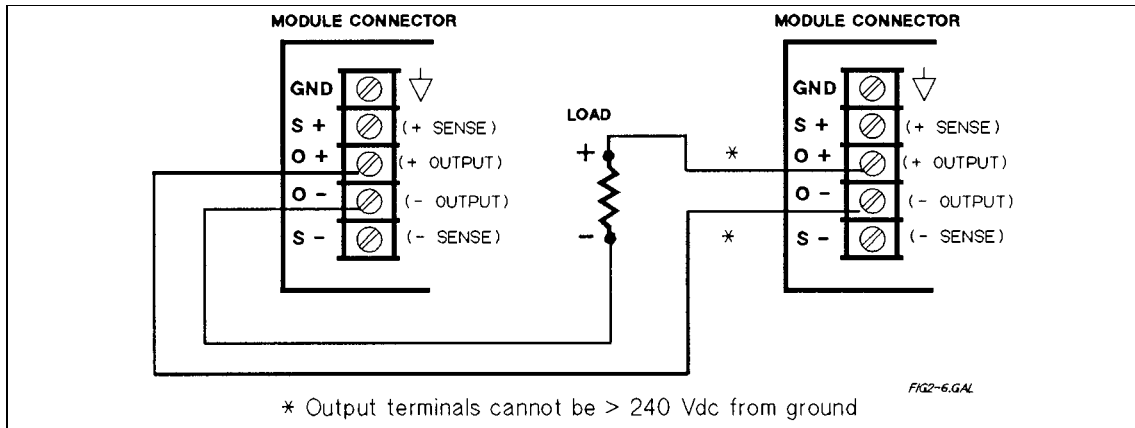 MODULE CONNECTOR
GND
S +
(+ SENSE)
O +
(+ OUTPUT)
O -
(- OUTPUT)
S -
(- SENSE)
LOAD
+
-
*
*
MODULE CONNECTOR
GND
S +
(+ SENSE)
O +
(+ OUTPUT)
O -
(- OUTPUT)
S -
(- SENSE)
FIG2-6.GAL
* Output terminals cannot be > 240 Vdc from ground